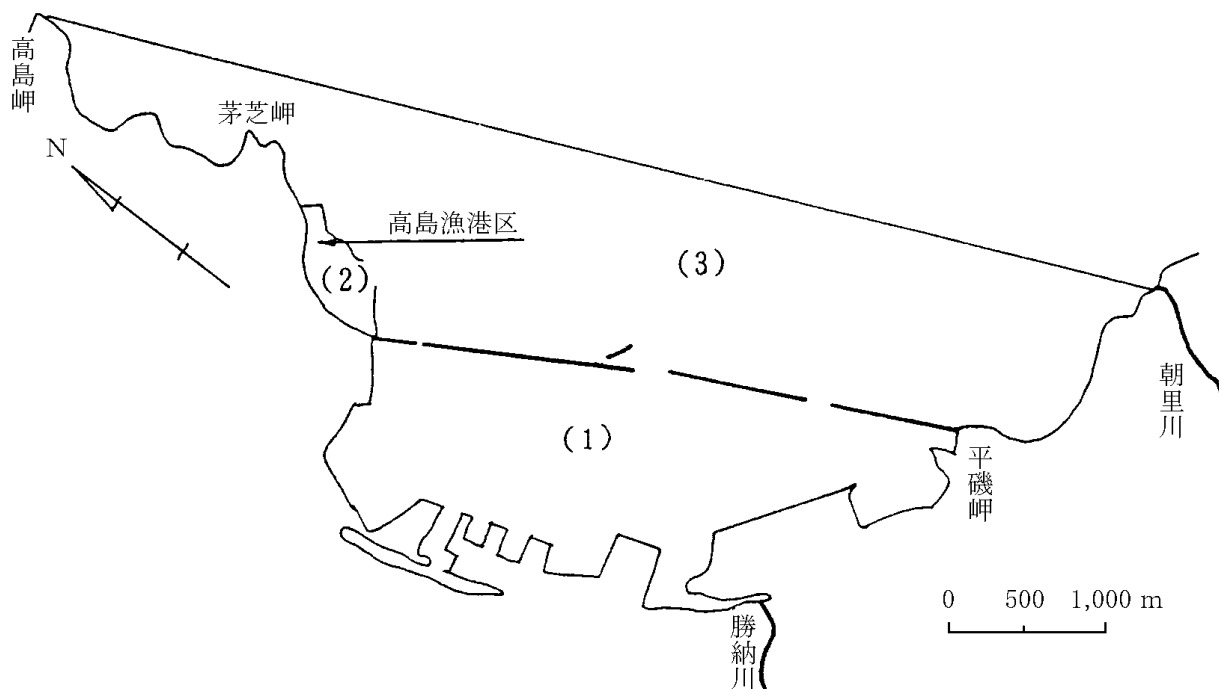 高島岬
茅芝岬
N
高島漁港区
(3)
(2)
(1)
朝里川
平磯岬
勝納川
0 500 1,000 m